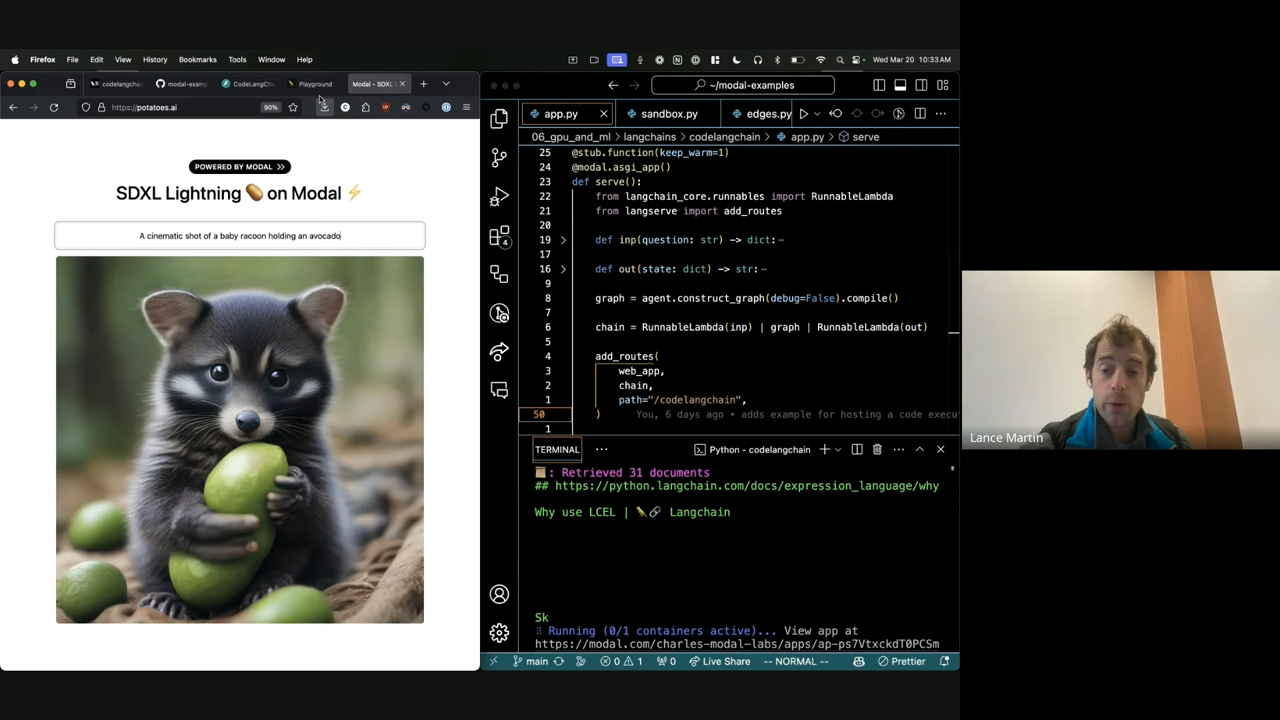 Firefox File Edit View History Bookmarks Tools Window Help
Wed Mar 20 10:33 AM
codelangchai
modal-examp
CodeLangCha
Playground
Modal - SDXL
https://potatoes.ai
90%
POWERED BY MODAL
SDXL Lightning 🥔 on Modal ⚡
A cinematic shot of a baby racoon holding an avocado
~/modal-examples
app.py
sandbox.py
edges.py
06_gpu_and_ml > langchains > codelangchain > app.py > serve
25 @stub.function(keep_warm=1)
24 @modal.asgi_app()
23 def serve():
22 from langchain_core.runnables import RunnableLambda
21 from langserve import add_routes
20
19 def inp(question: str) -> dict:
17
16 def out(state: dict) -> str:
9
8 graph = agent.construct_graph(debug=False).compile()
7
6 chain = RunnableLambda(inp) | graph | RunnableLambda(out)
5
4 add_routes(
3 web_app,
2 chain,
1 path="/codelangchain",
50 ) You, 6 days ago • adds example for hosting a code execu
1
4
TERMINAL
Python - codelangchain
: Retrieved 31 documents
## https://python.langchain.com/docs/expression_language/why
Why use LCEL | 🦜🔗 Langchain
Sk
Running (0/1 containers active)... View app at
https://modal.com/charles-modal-labs/apps/ap-ps7VtxckdT0PCSm
main
0 1
0
Live Share
-- NORMAL --
Prettier
Lance Martin